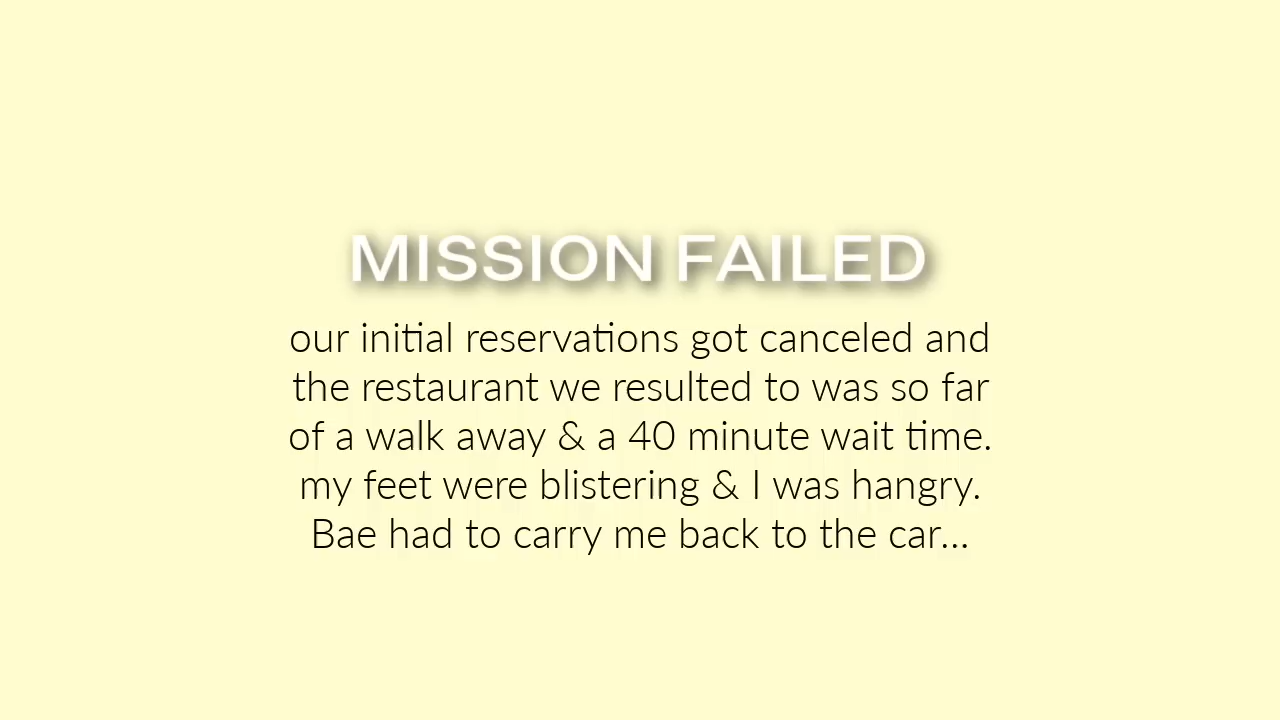 MISSION FAILED
our initial reservations got canceled and
the restaurant we resulted to was so far
of a walk away & a 40 minute wait time.
my feet were blistering & I was hangry.
Bae had to carry me back to the car...